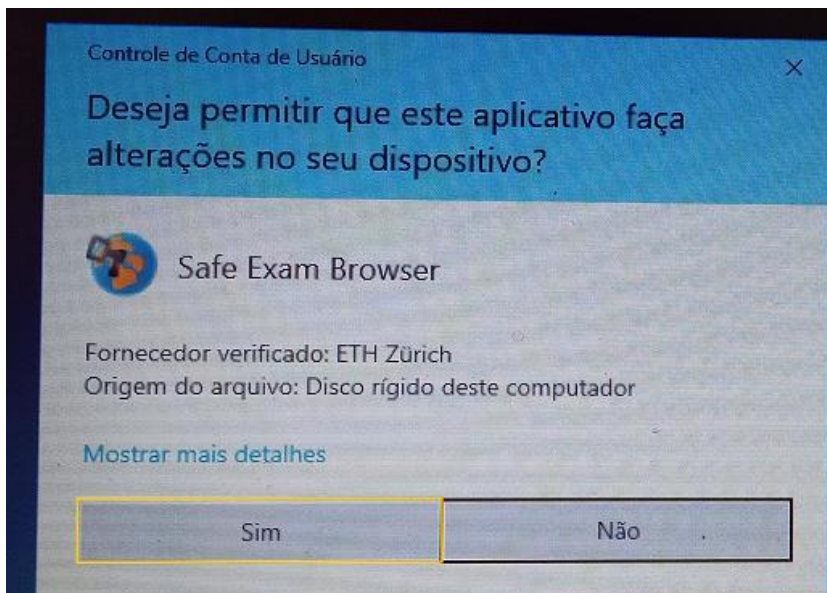 Controle de Conta de Usuário
Deseja permitir que este aplicativo faça
alterações no seu dispositivo?
Safe Exam Browser
Fornecedor verificado: ETH Zürich
Origem do arquivo: Disco rígido deste computador
Mostrar mais detalhes
Sim
Não